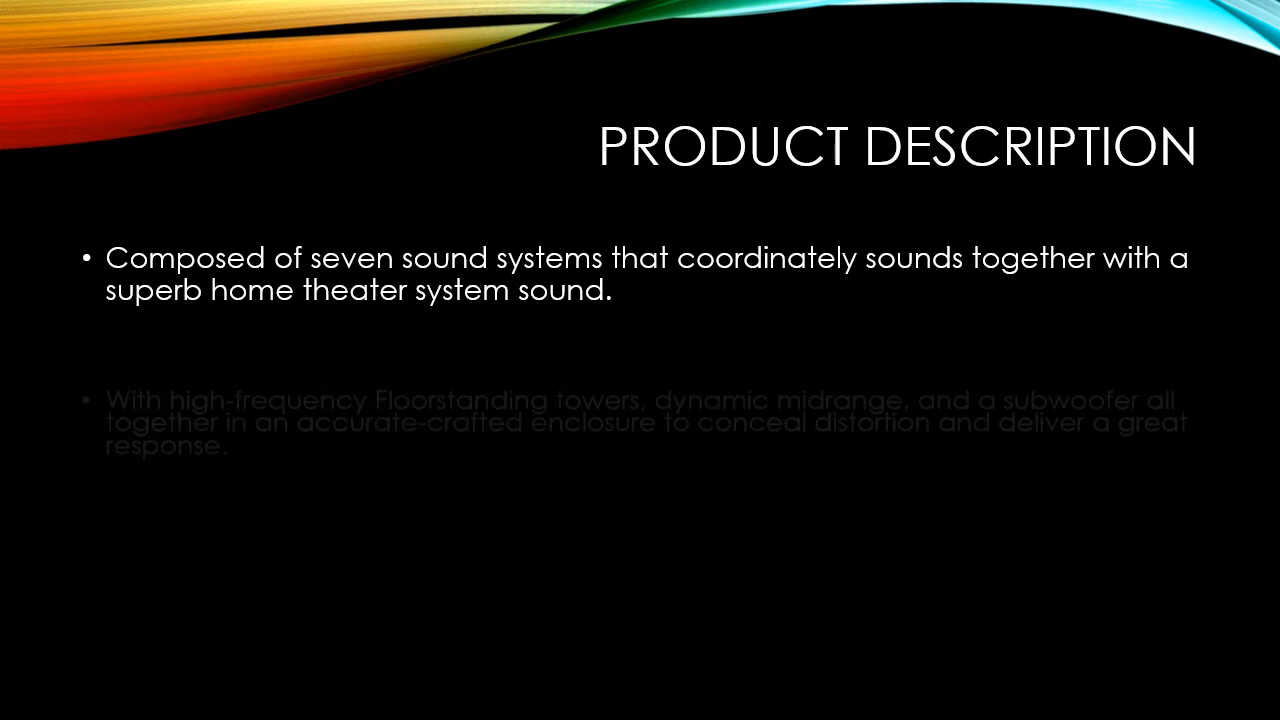 PRODUCT DESCRIPTION
• Composed of seven sound systems that coordinately sounds together with a
superb home theater system sound.
• With high-frequency Floorstanding towers, dynamic midrange, and a subwoofer all
together in an accurate-crafted enclosure to conceal distortion and deliver a great
response.